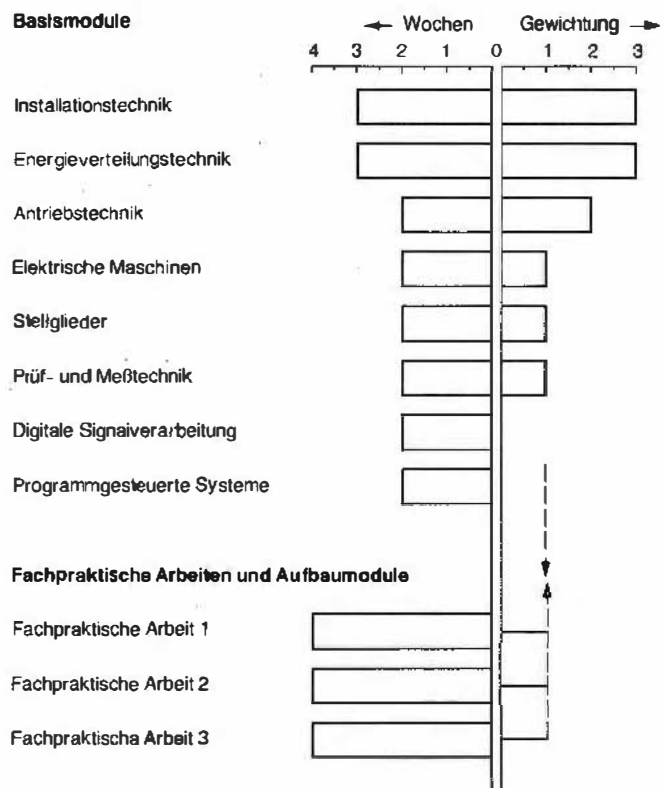 Basismodule
Wochen Gewichtung
4 3 2 1 0 1 2 3
Installationstechnik
Energieverteilungstechnik
Antriebstechnik
Elektrische Maschinen
Stellglieder
Prüf- und Meßtechnik
Digitale Signalverarbeitung
Programmgesteuerte Systeme
Fachpraktische Arbeiten und Aufbaumodule
Fachpraktische Arbeit 1
Fachpraktische Arbeit 2
Fachpraktische Arbeit 3